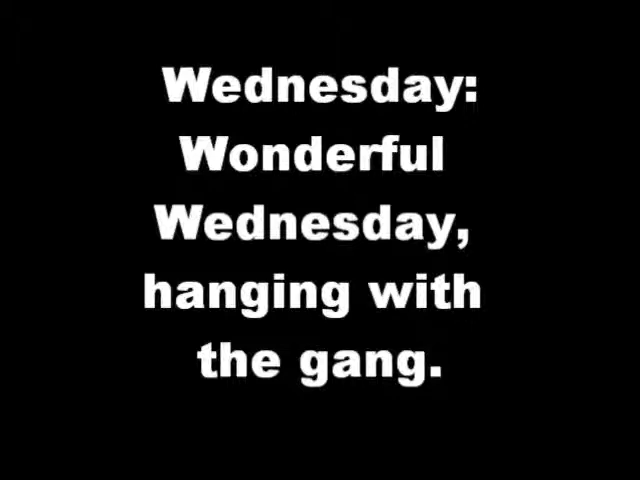 Wednesday:
Wonderful
Wednesday,
hanging with
the gang.